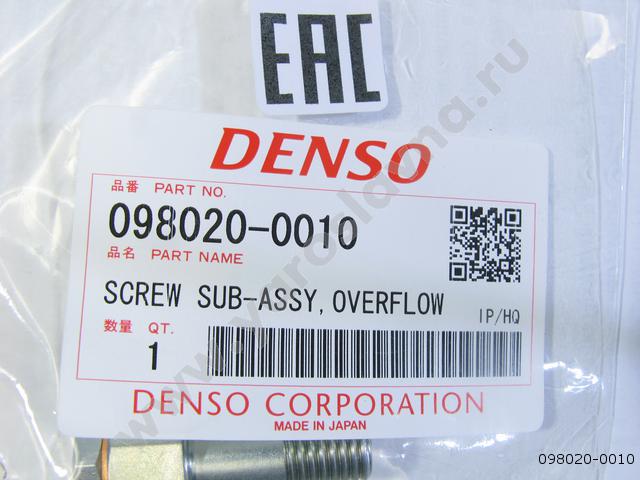 EAC
DENSO
品番 PART NO.
098020-0010
品名 PART NAME
SCREW SUB-ASSY, OVERFLOW
IP/HQ
数量 QT.
1
DENSO CORPORATION
MADE IN JAPAN
098020-0010